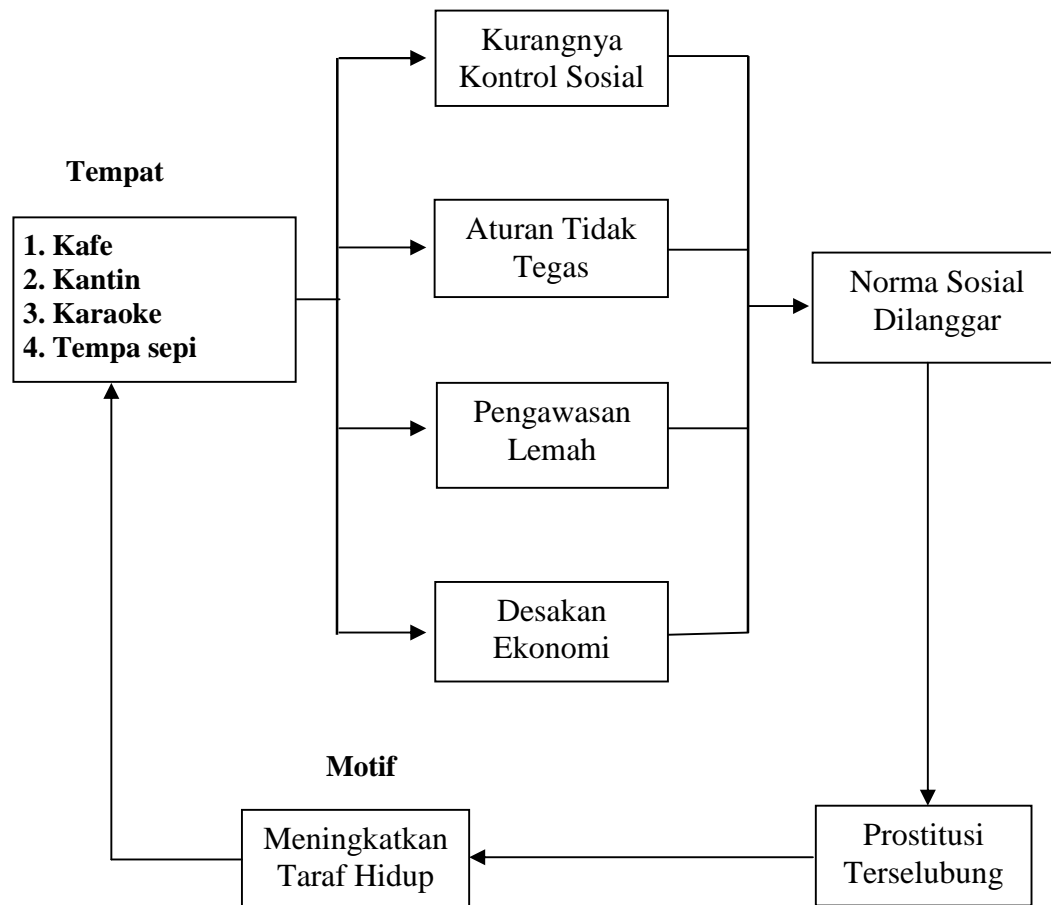 Kurangnya
Kontrol Sosial
Tempat
1. Kafe
2. Kantin
3. Karaoke
4. Tempa sepi
Aturan Tidak
Tegas
Norma Sosial
Dilanggar
Pengawasan
Lemah
Desakan
Ekonomi
Motif
Meningkatkan
Taraf Hidup
Prostitusi
Terselubung